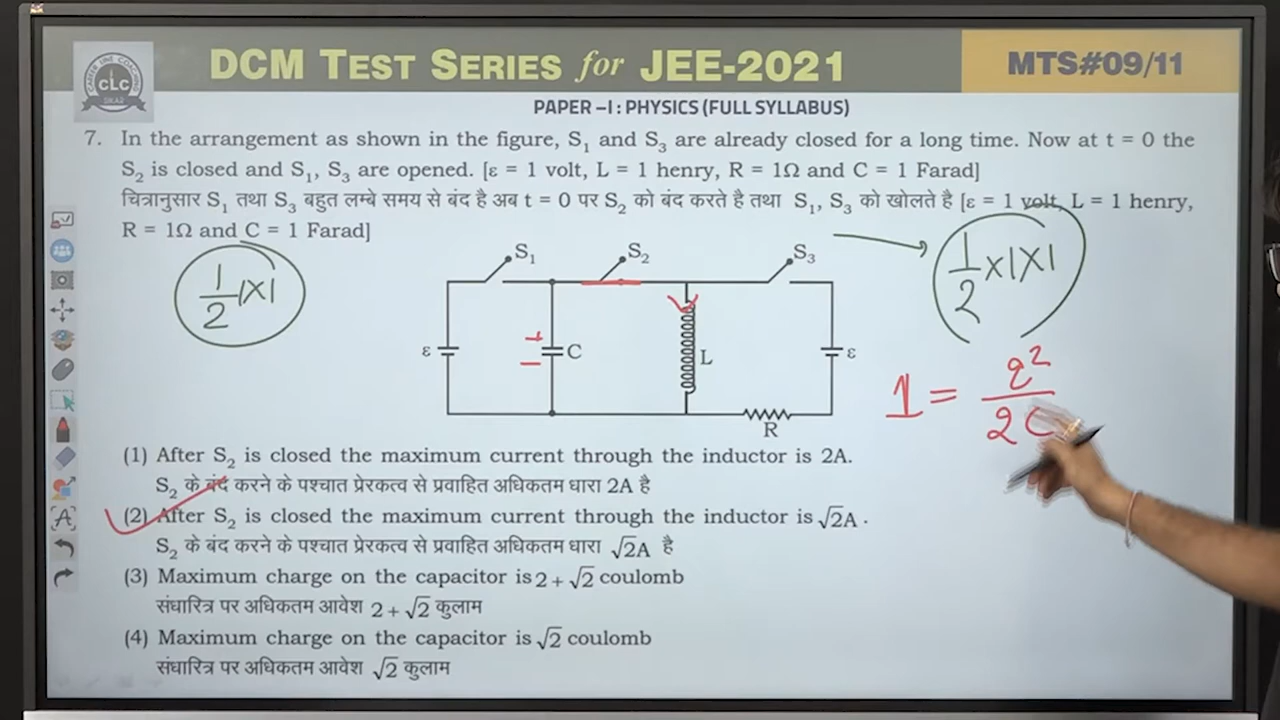 DCM TEST SERIES for JEE-2021
MTS#09/11
CAREER LINE COACHING
CLC
SIKAR
PAPER –I : PHYSICS (FULL SYLLABUS)
7. In the arrangement as shown in the figure, S₁ and S₃ are already closed for a long time. Now at t = 0 the
S₂ is closed and S₁, S₃ are opened. [ε = 1 volt, L = 1 henry, R = 1Ω and C = 1 Farad]
चित्रानुसार S₁ तथा S₃ बहुत लम्बे समय से बंद है अब t = 0 पर S₂ को बंद करते है तथा S₁, S₃ को खोलते है [ε = 1 volt, L = 1 henry,
R = 1Ω and C = 1 Farad]
1/2 1X1
1/2 X1X1
S₁
S₂
S₃
ε
+
−
C
L
ε
R
1 = q²/2C
(1) After S₂ is closed the maximum current through the inductor is 2A.
S₂ के बंद करने के पश्चात प्रेरकत्व से प्रवाहित अधिकतम धारा 2A है
(2) After S₂ is closed the maximum current through the inductor is √2A .
S₂ के बंद करने के पश्चात प्रेरकत्व से प्रवाहित अधिकतम धारा √2A है
(3) Maximum charge on the capacitor is 2 + √2 coulomb
संधारित्र पर अधिकतम आवेश 2 + √2 कुलाम
(4) Maximum charge on the capacitor is √2 coulomb
संधारित्र पर अधिकतम आवेश √2 कुलाम